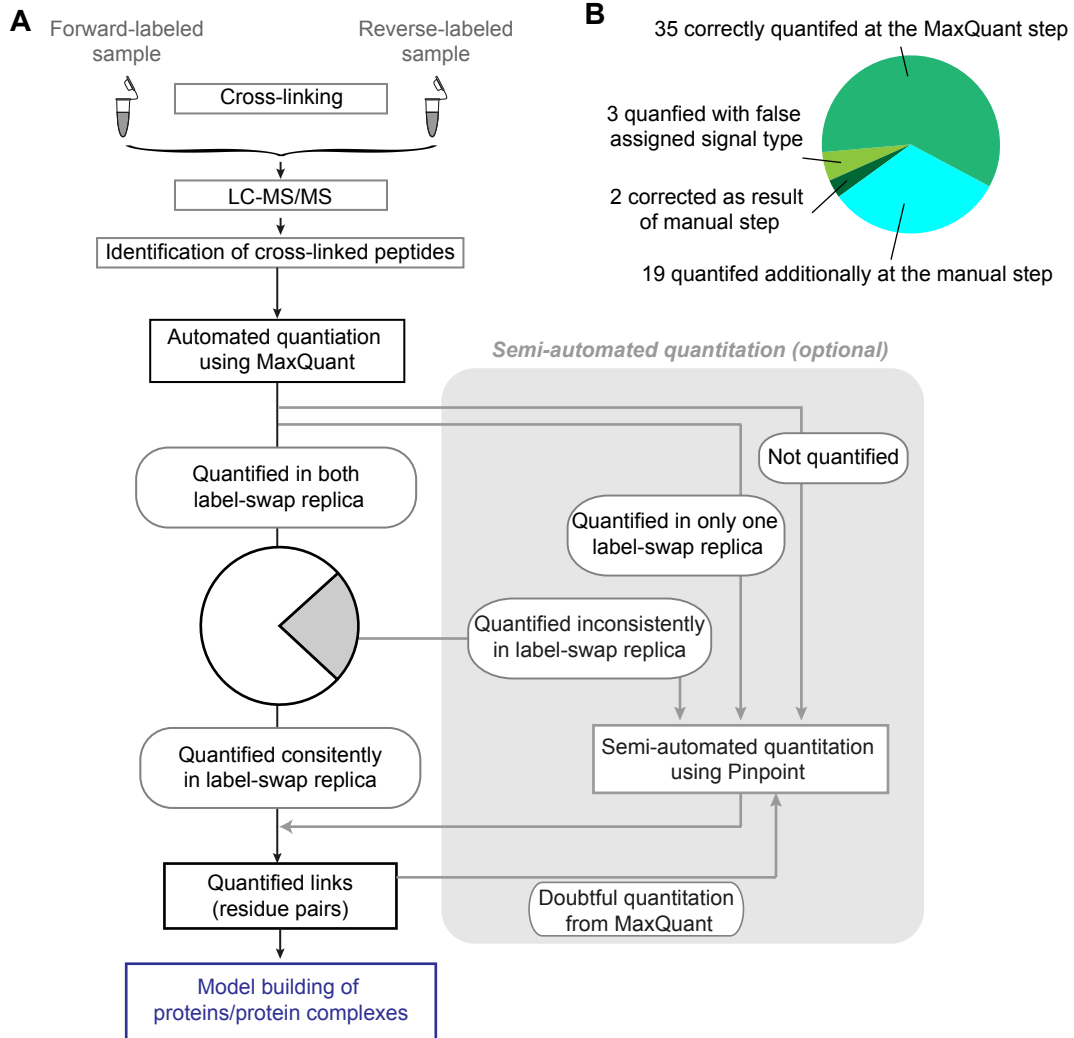 A
Forward-labeled
sample
Reverse-labeled
sample
Cross-linking
LC-MS/MS
Identification of cross-linked peptides
Automated quantiation
using MaxQuant
Quantified in both
label-swap replica
Quantified consitently
in label-swap replica
Quantified links
(residue pairs)
Model building of
proteins/protein complexes
Semi-automated quantitation (optional)
Not quantified
Quantified in only one
label-swap replica
Quantified inconsistently
in label-swap replica
Semi-automated quantitation
using Pinpoint
Doubtful quantitation
from MaxQuant
B
35 correctly quantifed at the MaxQuant step
3 quanfied with false
assigned signal type
2 corrected as result
of manual step
19 quantifed additionally at the manual step